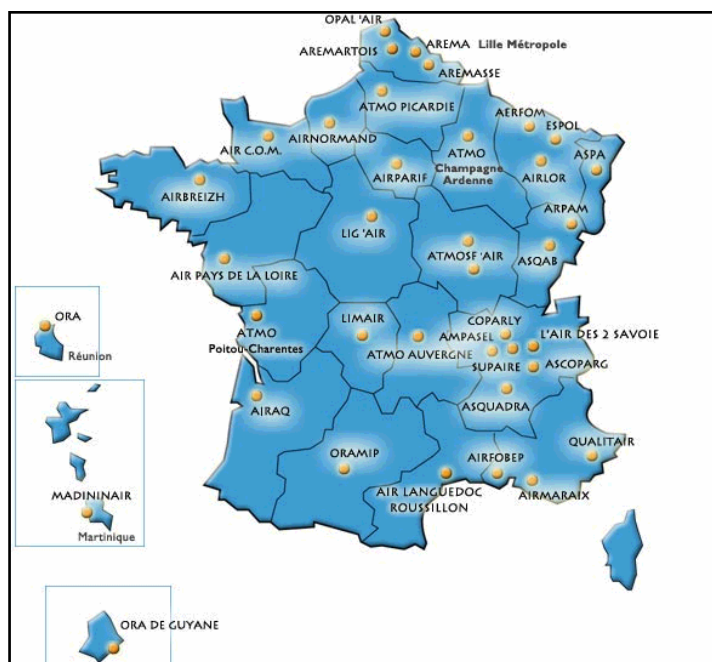 OPAL 'AIR
AREMARTOIS
AREMA Lille Métropole
AREMASSE
ATMO PICARDIE
AERFOM
ESPOL
AIR C.O.M.
AIRNORMAND
ATMO
Champagne
Ardenne
ASPA
AIRPARIF
AIRLOR
AIRBREIZH
ARPAM
LIG 'AIR
ATMOSF 'AIR
ASQAB
AIR PAYS DE LA LOIRE
ORA
Réunion
ATMO
Poitou-Charentes
LIMAIR
ATMO AUVERGNE
COPARLY
AMPASEL
L'AIR DES 2 SAVOIE
SUPAIRE
ASCOPARG
AIRAQ
ASQUADRA
ORAMIP
AIRFOBEP
QUALITAIR
AIR LANGUEDOC
ROUSSILLON
AIRMARAIX
MADININAIR
Martinique
ORA DE GUYANE